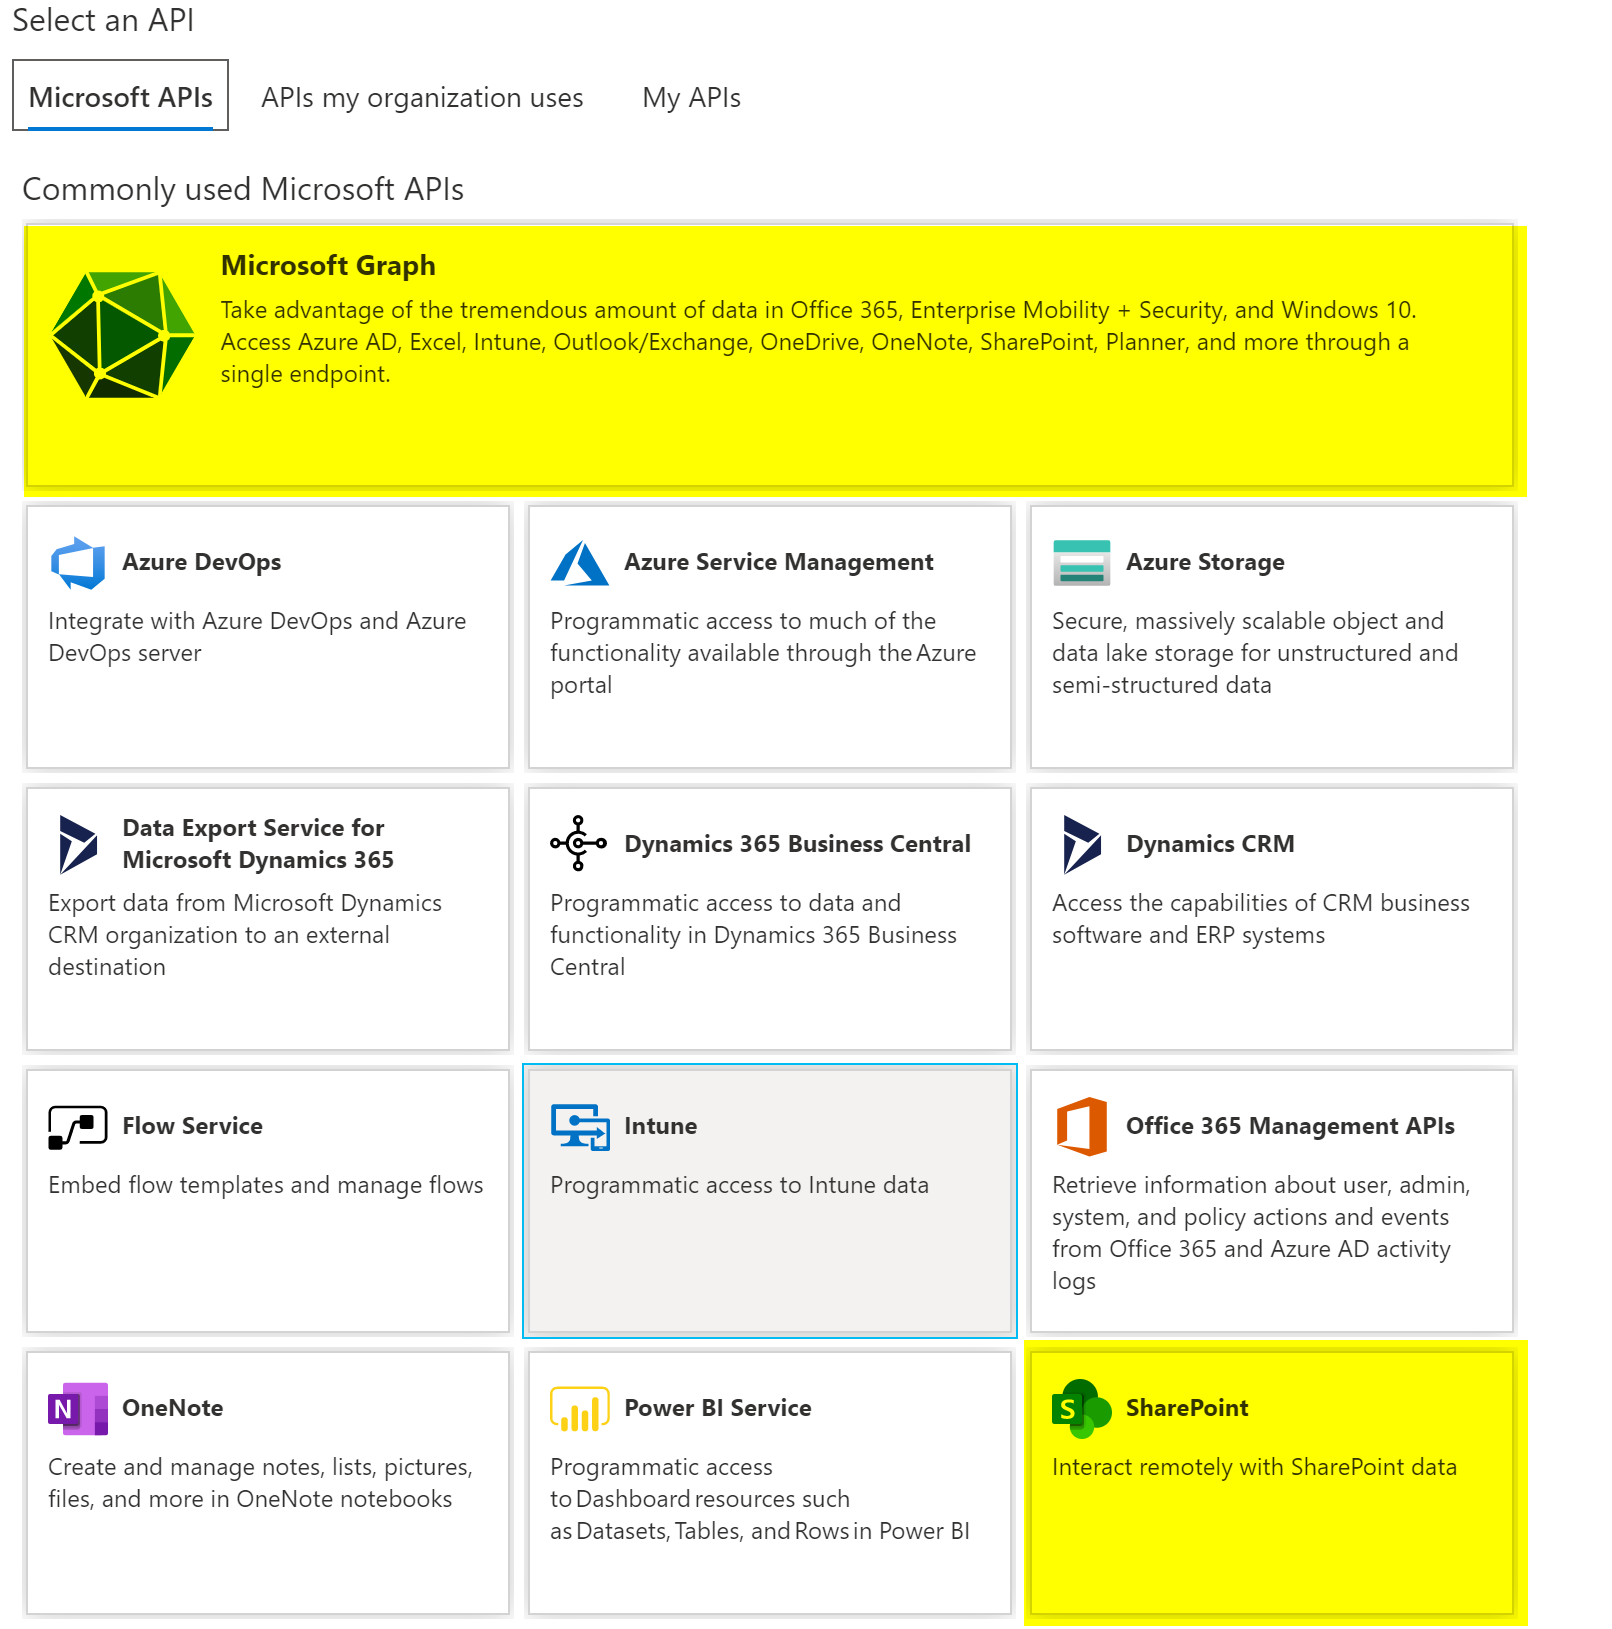 Select an API
Microsoft APIs
APIs my organization uses
My APIs
Commonly used Microsoft APIs
Microsoft Graph
Take advantage of the tremendous amount of data in Office 365, Enterprise Mobility + Security, and Windows 10.
Access Azure AD, Excel, Intune, Outlook/Exchange, OneDrive, OneNote, SharePoint, Planner, and more through a
single endpoint.
Azure DevOps
Integrate with Azure DevOps and Azure
DevOps server
Azure Service Management
Programmatic access to much of the
functionality available through the Azure
portal
Azure Storage
Secure, massively scalable object and
data lake storage for unstructured and
semi-structured data
Data Export Service for
Microsoft Dynamics 365
Export data from Microsoft Dynamics
CRM organization to an external
destination
Dynamics 365 Business Central
Programmatic access to data and
functionality in Dynamics 365 Business
Central
Dynamics CRM
Access the capabilities of CRM business
software and ERP systems
Flow Service
Embed flow templates and manage flows
Intune
Programmatic access to Intune data
Office 365 Management APIs
Retrieve information about user, admin,
system, and policy actions and events
from Office 365 and Azure AD activity
logs
N
OneNote
Create and manage notes, lists, pictures,
files, and more in OneNote notebooks
Power BI Service
Programmatic access
to Dashboard resources such
as Datasets, Tables, and Rows in Power BI
S
SharePoint
Interact remotely with SharePoint data